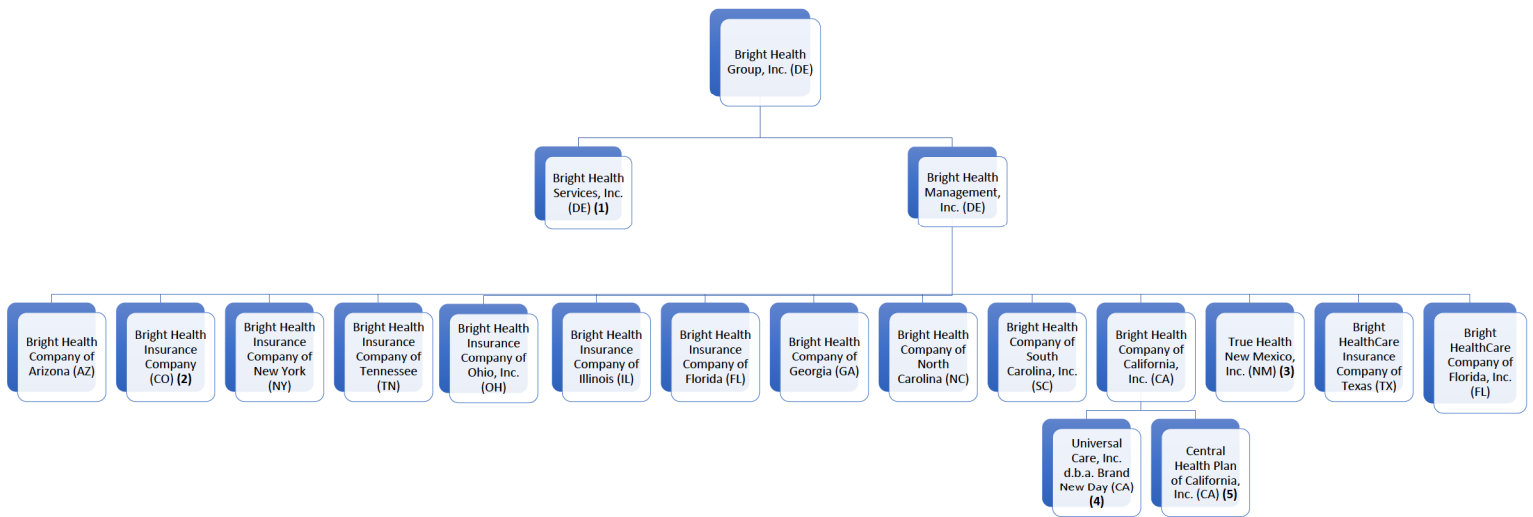 Bright Health
Group, Inc. (DE)
Bright Health
Services, Inc.
(DE) (1)
Bright Health
Management,
Inc. (DE)
Bright Health
Company of
Arizona (AZ)
Bright Health
Insurance
Company
(CO) (2)
Bright Health
Insurance
Company of
New York
(NY)
Bright Health
Insurance
Company of
Tennessee
(TN)
Bright Health
Insurance
Company of
Ohio, Inc.
(OH)
Bright Health
Insurance
Company of
Illinois (IL)
Bright Health
Insurance
Company of
Florida (FL)
Bright Health
Company of
Georgia (GA)
Bright Health
Company of
North
Carolina (NC)
Bright Health
Company of
South
Carolina, Inc.
(SC)
Bright Health
Company of
California,
Inc. (CA)
True Health
New Mexico,
Inc. (NM) (3)
Bright
HealthCare
Insurance
Company of
Texas (TX)
Bright
HealthCare
Company of
Florida, Inc.
(FL)
Universal
Care, Inc.
d.b.a. Brand
New Day (CA)
(4)
Central
Health Plan
of California,
Inc. (CA) (5)